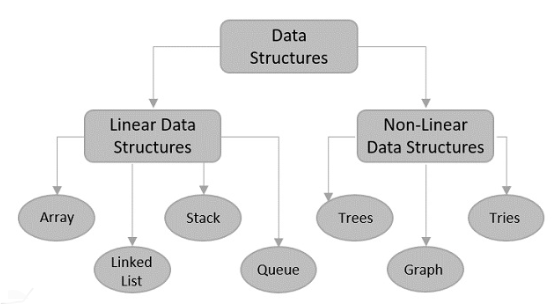 Data
Structures
Linear Data
Structures
Non-Linear
Data Structures
Array
Stack
Trees
Tries
Linked
List
Queue
Graph